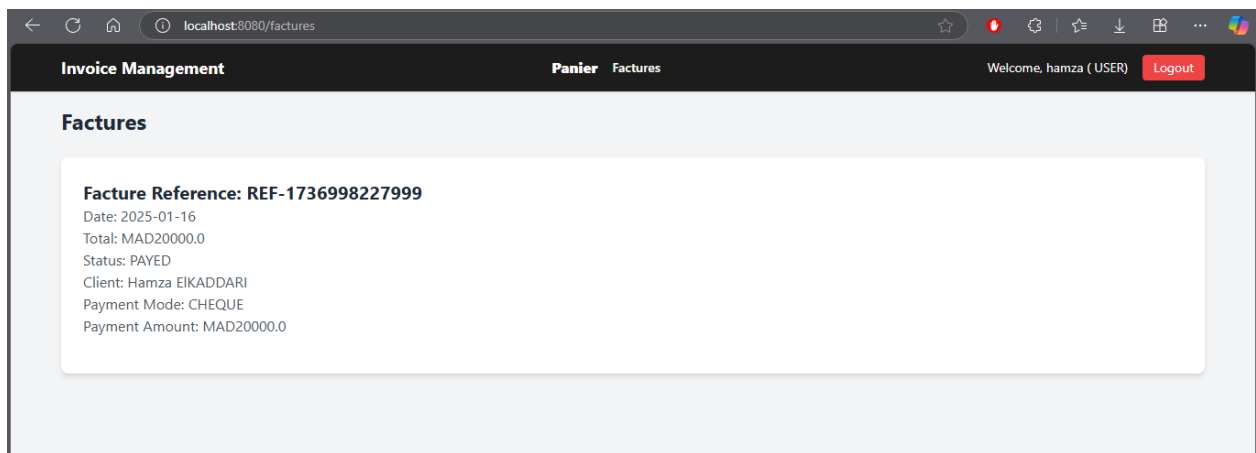 localhost:8080/factures
Invoice Management Panier Factures Welcome, hamza ( USER) Logout
Factures
Facture Reference: REF-1736998227999
Date: 2025-01-16
Total: MAD20000.0
Status: PAYED
Client: Hamza ElKADDARI
Payment Mode: CHEQUE
Payment Amount: MAD20000.0